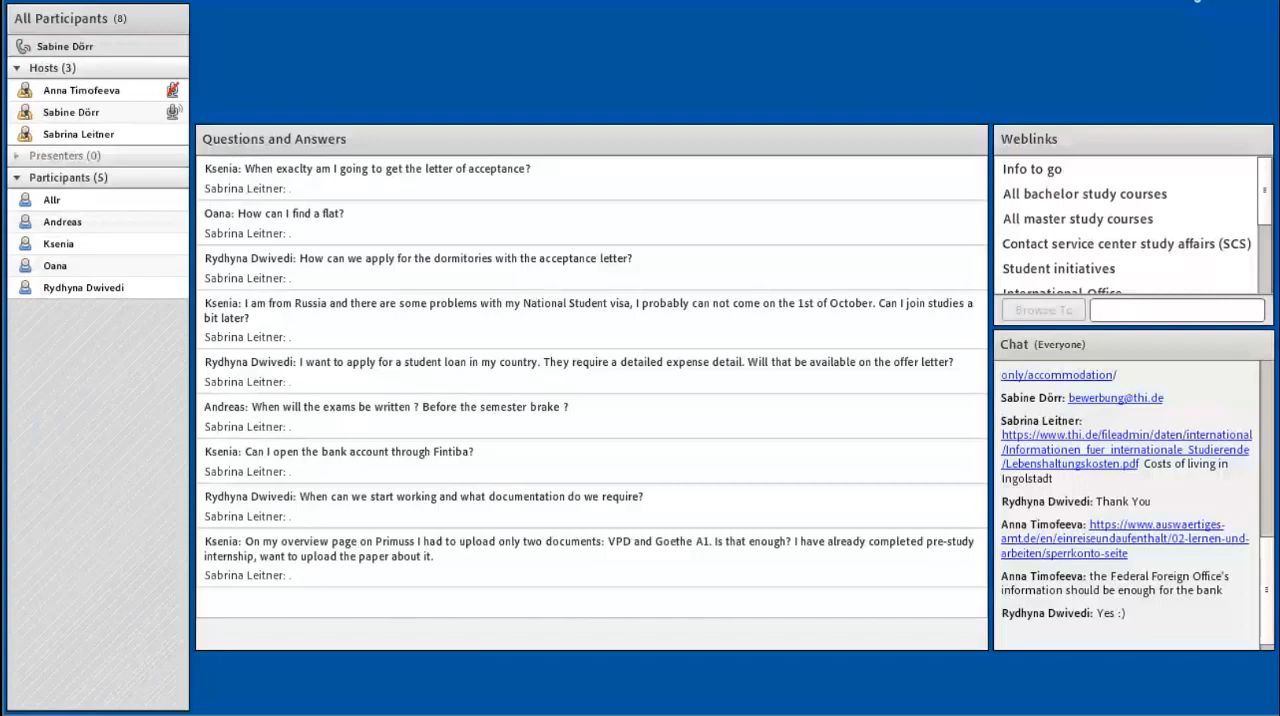 All Participants (8)
Sabine Dörr
Hosts (3)
Anna Timofeeva
Sabine Dörr
Sabrina Leitner
Presenters (0)
Participants (5)
Allr
Andreas
Ksenia
Oana
Rydhyna Dwivedi
Questions and Answers
Ksenia: When exaclty am I going to get the letter of acceptance?
Sabrina Leitner: .
Oana: How can I find a flat?
Sabrina Leitner: .
Rydhyna Dwivedi: How can we apply for the dormitories with the acceptance letter?
Sabrina Leitner: .
Ksenia: I am from Russia and there are some problems with my National Student visa, I probably can not come on the 1st of October. Can I join studies a
bit later?
Sabrina Leitner: .
Rydhyna Dwivedi: I want to apply for a student loan in my country. They require a detailed expense detail. Will that be available on the offer letter?
Sabrina Leitner: .
Andreas: When will the exams be written ? Before the semester brake ?
Sabrina Leitner: .
Ksenia: Can I open the bank account through Fintiba?
Sabrina Leitner: .
Rydhyna Dwivedi: When can we start working and what documentation do we require?
Sabrina Leitner: .
Ksenia: On my overview page on Primuss I had to upload only two documents: VPD and Goethe A1. Is that enough? I have already completed pre-study
internship, want to upload the paper about it.
Sabrina Leitner: .
Weblinks
Info to go
All bachelor study courses
All master study courses
Contact service center study affairs (SCS)
Student initiatives
International Office
Browse To
Chat (Everyone)
only/accommodation/
Sabine Dörr: bewerbung@thi.de
Sabrina Leitner:
https://www.thi.de/fileadmin/daten/international
/Informationen_fuer_internationale_Studierende
/Lebenshaltungskosten.pdf Costs of living in
Ingolstadt
Rydhyna Dwivedi: Thank You
Anna Timofeeva: https://www.auswaertiges-
amt.de/en/einreiseundaufenthalt/02-lernen-und-
arbeiten/sperrkonto-seite
Anna Timofeeva: the Federal Foreign Office's
information should be enough for the bank
Rydhyna Dwivedi: Yes :)